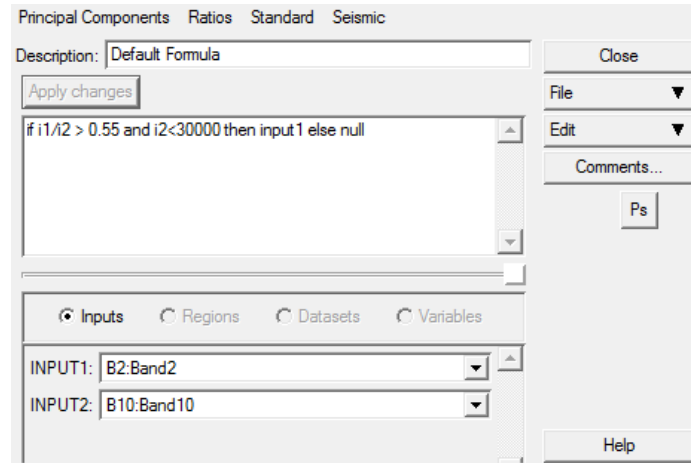 Principal Components Ratios Standard Seismic
Description: Default Formula
Close
Apply changes
File
if i1/i2 > 0.55 and i2<30000 then input1 else null
Edit
Comments...
Ps
Inputs Regions Datasets Variables
INPUT1: B2:Band2
INPUT2: B10:Band10
Help